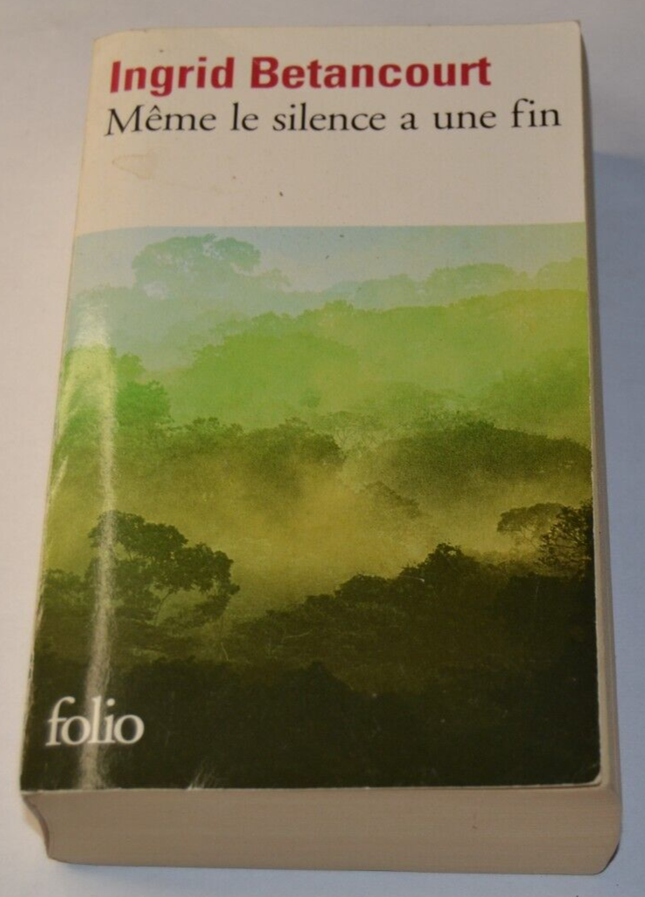 Ingrid Betancourt
Même le silence a une fin
folio